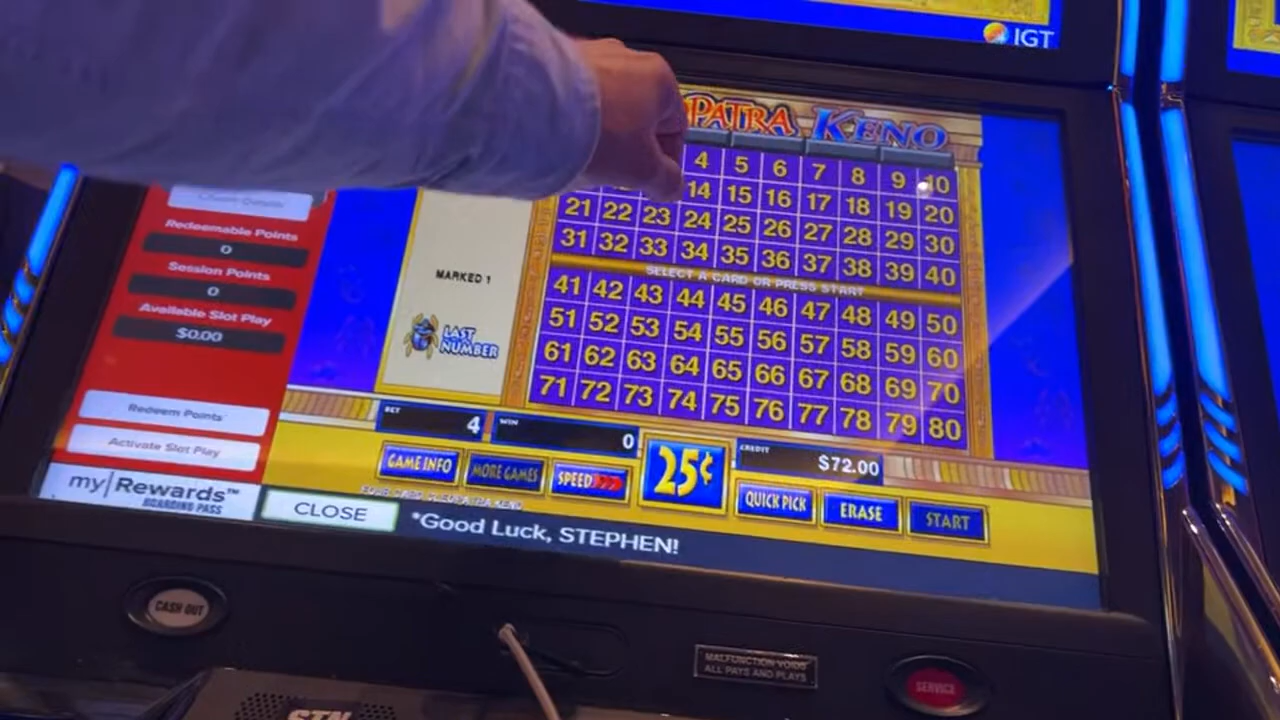 IGT
PATRA KENO
4 5 6 7 8 9 10
14 15 16 17 18 19 20
21 22 23 24 25 26 27 28 29 30
31 32 33 34 35 36 37 38 39 40
SELECT A CARD OR PRESS START
41 42 43 44 45 46 47 48 49 50
51 52 53 54 55 56 57 58 59 60
61 62 63 64 65 66 67 68 69 70
71 72 73 74 75 76 77 78 79 80
MARKED 1
LAST
NUMBER
Redeemable Points
0
Session Points
0
Available Slot Play
$0.00
Redeem Points
Activate Slot Play
my|Rewards™
BOARDING PASS
BET 4
WIN 0
25¢
CREDIT $72.00
GAME INFO
MORE GAMES
SPEED
QUICK PICK
ERASE
START
CLOSE
*Good Luck, STEPHEN!
CASH OUT
MALFUNCTION VOIDS
ALL PAYS AND PLAYS
SERVICE
STN